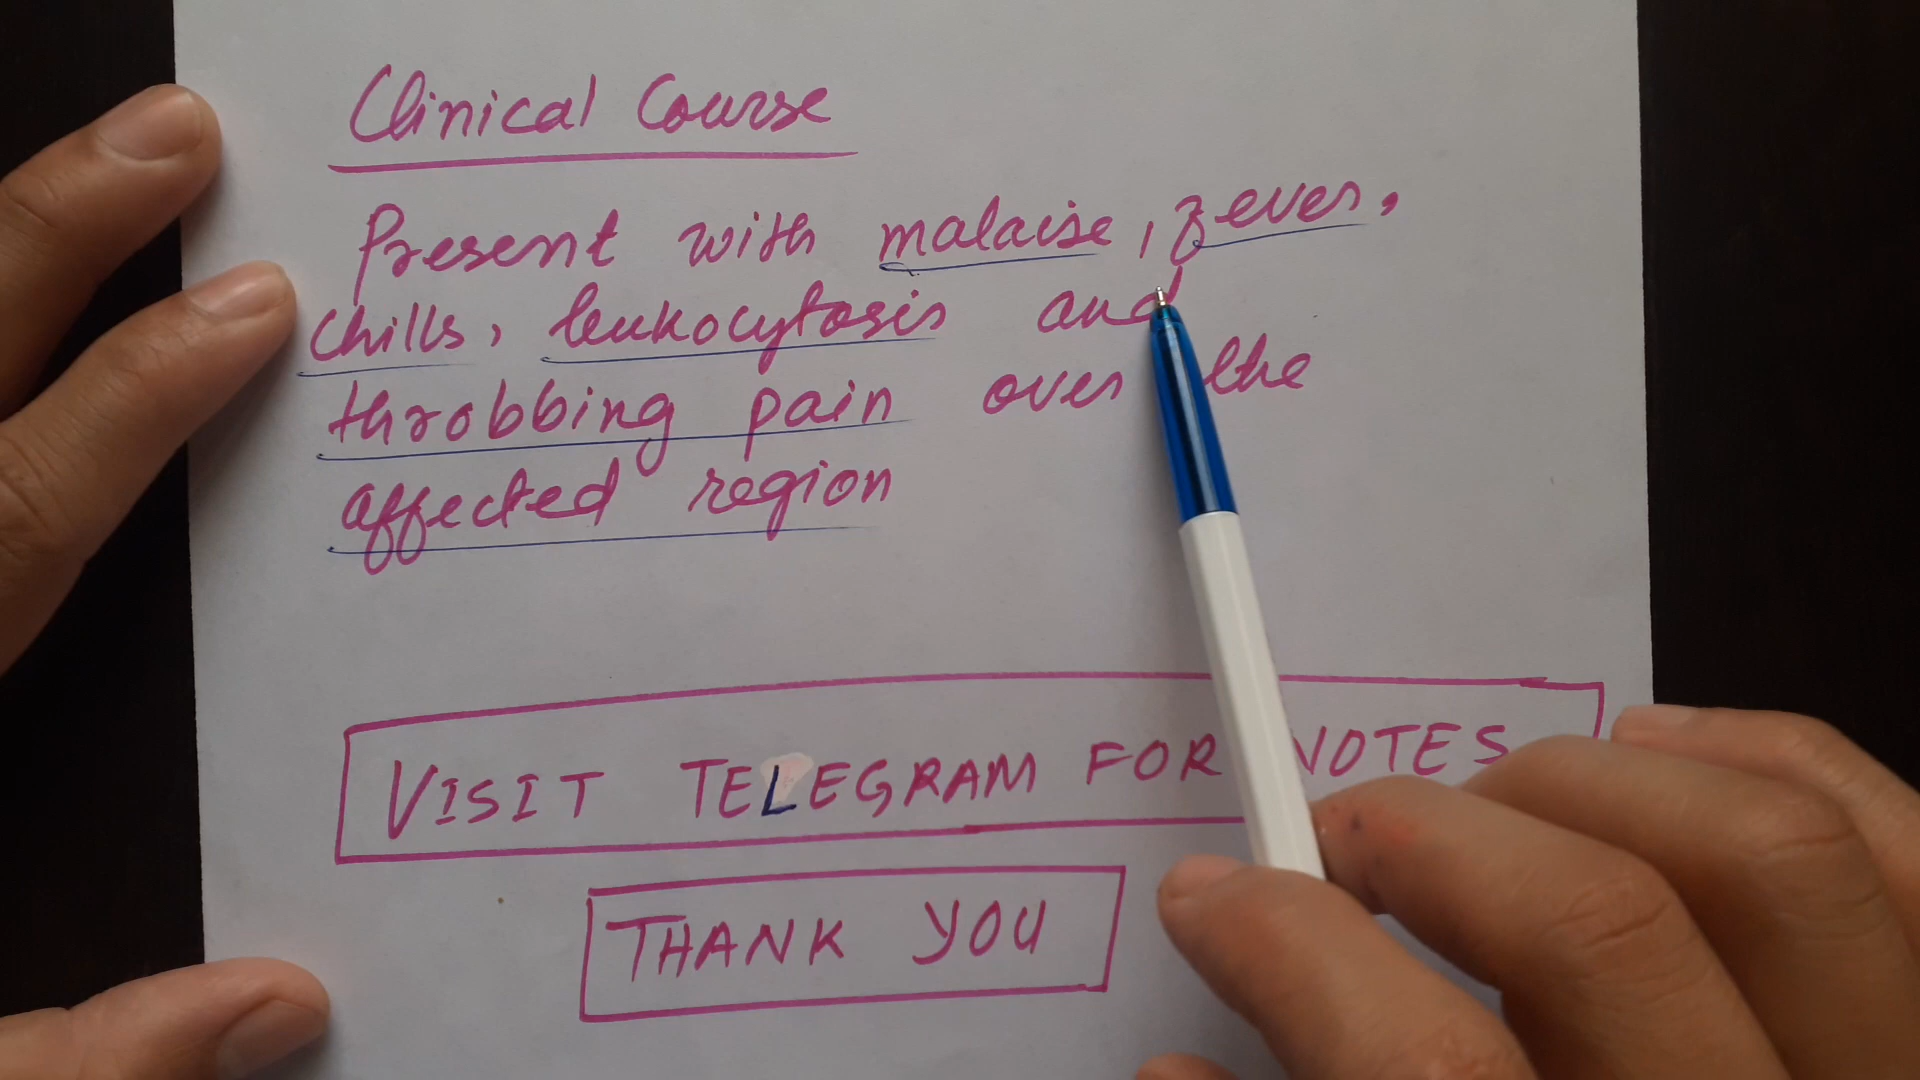 Clinical Course
Present with malaise, fever,
chills, leukocytosis and
throbbing pain over the
affected region
VISIT TELEGRAM FOR NOTES
THANK YOU